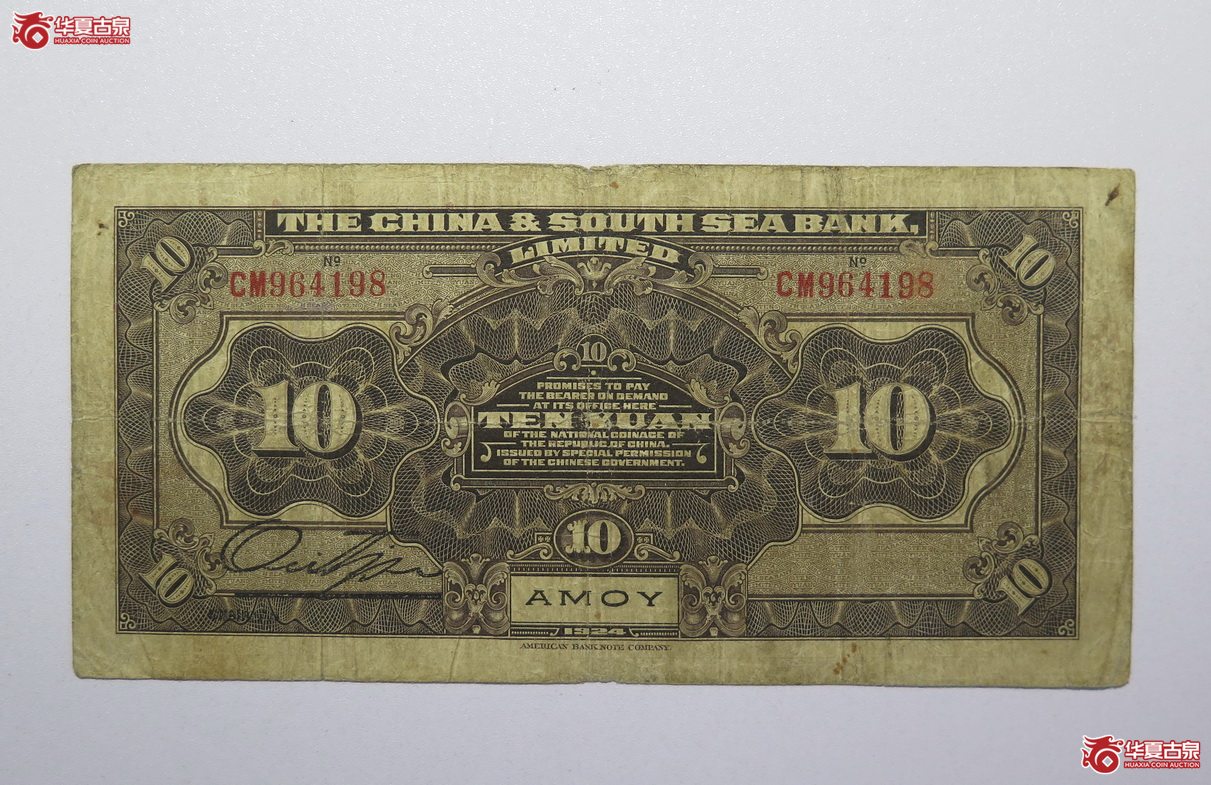 华夏古泉
HUAXIA COIN AUCTION
THE CHINA & SOUTH SEA BANK,
LIMITED
10
10
Nº
Nº
CM964198
CM964198
10
PROMISES TO PAY
THE BEARER ON DEMAND
AT ITS OFFICE HERE
10
TEN YUAN
10
OF THE NATIONAL COINAGE OF
THE REPUBLIC OF CHINA.
ISSUED BY SPECIAL PERMISSION
OF THE CHINESE GOVERNMENT.
10
10
10
AMOY
1924
AMERICAN BANK NOTE COMPANY.
华夏古泉
HUAXIA COIN AUCTION